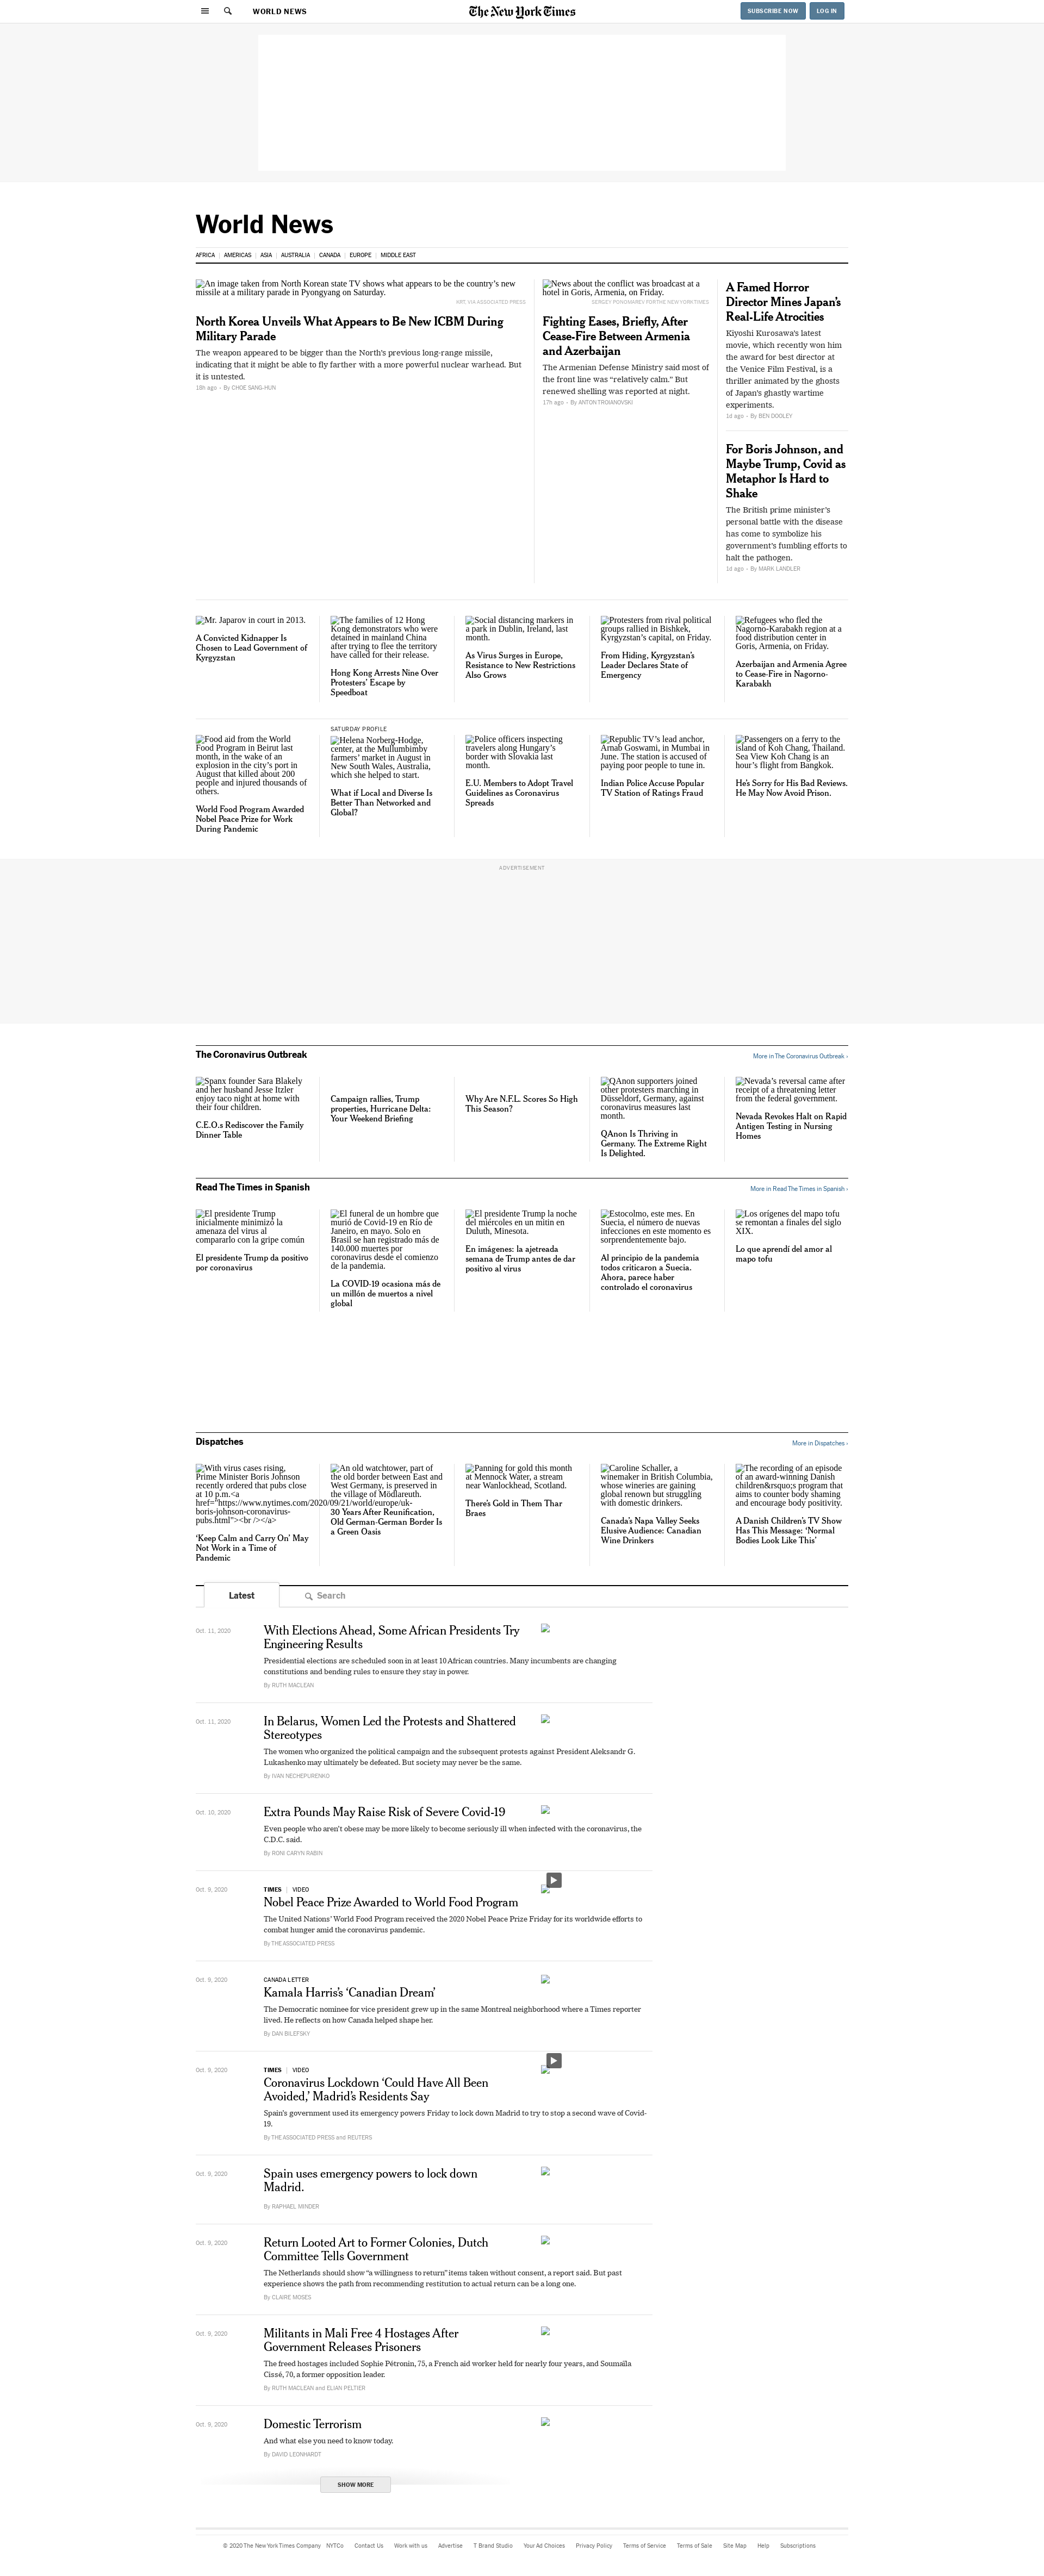 WORLD NEWS
The New York Times
SUBSCRIBE NOW
LOG IN
World News
AFRICA
AMERICAS
ASIA
AUSTRALIA
CANADA
EUROPE
MIDDLE EAST
An image taken from North Korean state TV shows what appears to be the country's new
missile at a military parade in Pyongyang on Saturday.
KRT, VIA ASSOCIATED PRESS
North Korea Unveils What Appears to Be New ICBM During
Military Parade
The weapon appeared to be bigger than the North's previous long-range missile,
indicating that it might be able to fly farther with a more powerful nuclear warhead. But
it is untested.
18h ago - By CHOE SANG-HUN
News about the conflict was broadcast at a
hotel in Goris, Armenia, on Friday.
SERGEY PONOMAREV FOR THE NEW YORK TIMES
Fighting Eases, Briefly, After
Cease-Fire Between Armenia
and Azerbaijan
The Armenian Defense Ministry said most of
the front line was “relatively calm.” But
renewed shelling was reported at night.
17h ago - By ANTON TROIANOVSKI
A Famed Horror
Director Mines Japan’s
Real-Life Atrocities
Kiyoshi Kurosawa’s latest
movie, which recently won him
the award for best director at
the Venice Film Festival, is a
thriller animated by the ghosts
of Japan’s ghastly wartime
experiments.
1d ago - By BEN DOOLEY
For Boris Johnson, and
Maybe Trump, Covid as
Metaphor Is Hard to
Shake
The British prime minister’s
personal battle with the disease
has come to symbolize his
government’s fumbling efforts to
halt the pathogen.
1d ago - By MARK LANDLER
Mr. Japarov in court in 2013.
A Convicted Kidnapper Is
Chosen to Lead Government of
Kyrgyzstan
The families of 12 Hong
Kong demonstrators who were
detained in mainland China
after trying to flee the territory
have called for their release.
Hong Kong Arrests Nine Over
Protesters’ Escape by
Speedboat
Social distancing markers in
a park in Dublin, Ireland, last
month.
As Virus Surges in Europe,
Resistance to New Restrictions
Also Grows
Protesters from rival political
groups rallied in Bishkek,
Kyrgyzstan’s capital, on Friday.
From Hiding, Kyrgyzstan’s
Leader Declares State of
Emergency
Refugees who fled the
Nagorno-Karabakh region at a
food distribution center in
Goris, Armenia, on Friday.
Azerbaijan and Armenia Agree
to Cease-Fire in Nagorno-
Karabakh
Food aid from the World
Food Program in Beirut last
month, in the wake of an
explosion in the city’s port in
August that killed about 200
people and injured thousands of
others.
World Food Program Awarded
Nobel Peace Prize for Work
During Pandemic
SATURDAY PROFILE
Helena Norberg-Hodge,
center, at the Mullumbimby
farmers’ market in August in
New South Wales, Australia,
which she helped to start.
What if Local and Diverse Is
Better Than Networked and
Global?
Police officers inspecting
travelers along Hungary’s
border with Slovakia last
month.
E.U. Members to Adopt Travel
Guidelines as Coronavirus
Spreads
Republic TV’s lead anchor,
Arnab Goswami, in Mumbai in
June. The station is accused of
paying poor people to tune in.
Indian Police Accuse Popular
TV Station of Ratings Fraud
Passengers on a ferry to the
island of Koh Chang, Thailand.
Sea View Koh Chang is an
hour’s flight from Bangkok.
He’s Sorry for His Bad Reviews.
He May Now Avoid Prison.
ADVERTISEMENT
The Coronavirus Outbreak
More in The Coronavirus Outbreak ›
Spanx founder Sara Blakely
and her husband Jesse Itzler
enjoy taco night at home with
their four children.
C.E.O.s Rediscover the Family
Dinner Table
Campaign rallies, Trump
properties, Hurricane Delta:
Your Weekend Briefing
Why Are N.F.L. Scores So High
This Season?
QAnon supporters joined
other protesters marching in
Düsseldorf, Germany, against
coronavirus measures last
month.
QAnon Is Thriving in
Germany. The Extreme Right
Is Delighted.
Nevada’s reversal came after
receipt of a threatening letter
from the federal government.
Nevada Revokes Halt on Rapid
Antigen Testing in Nursing
Homes
Read The Times in Spanish
More in Read The Times in Spanish ›
El presidente Trump
inicialmente minimizó la
amenaza del virus al
compararlo con la gripe común
El presidente Trump da positivo
por coronavirus
El funeral de un hombre que
murió de Covid-19 en Río de
Janeiro, en mayo. Solo en
Brasil se han registrado más de
140.000 muertes por
coronavirus desde el comienzo
de la pandemia.
La COVID-19 ocasiona más de
un millón de muertos a nivel
global
El presidente Trump la noche
del miércoles en un mitin en
Duluth, Minesota.
En imágenes: la ajetreada
semana de Trump antes de dar
positivo al virus
Estocolmo, este mes. En
Suecia, el número de nuevas
infecciones en este momento es
sorprendentemente bajo.
Al principio de la pandemia
todos criticaron a Suecia.
Ahora, parece haber
controlado el coronavirus
Los orígenes del mapo tofu
se remontan a finales del siglo
XIX.
Lo que aprendí del amor al
mapo tofu
Dispatches
More in Dispatches ›
With virus cases rising,
Prime Minister Boris Johnson
recently ordered that pubs close
at 10 p.m.<a
href="https://www.nytimes.com/2020/09/21/world/europe/uk-
boris-johnson-coronavirus-
pubs.html"><br /></a>
‘Keep Calm and Carry On’ May
Not Work in a Time of
Pandemic
An old watchtower, part of
the old border between East and
West Germany, is preserved in
the village of Mödlareuth.
30 Years After Reunification,
Old German-German Border Is
a Green Oasis
Panning for gold this month
at Mennock Water, a stream
near Wanlockhead, Scotland.
There’s Gold in Them Thar
Braes
Caroline Schaller, a
winemaker in British Columbia,
whose wineries are gaining
global renown but struggling
with domestic drinkers.
Canada’s Napa Valley Seeks
Elusive Audience: Canadian
Wine Drinkers
The recording of an episode
of an award-winning Danish
children&rsquo;s program that
aims to counter body shaming
and encourage body positivity.
A Danish Children’s TV Show
Has This Message: ‘Normal
Bodies Look Like This’
Latest
Search
Oct. 11, 2020
With Elections Ahead, Some African Presidents Try
Engineering Results
Presidential elections are scheduled soon in at least 10 African countries. Many incumbents are changing
constitutions and bending rules to ensure they stay in power.
By RUTH MACLEAN
Oct. 11, 2020
In Belarus, Women Led the Protests and Shattered
Stereotypes
The women who organized the political campaign and the subsequent protests against President Aleksandr G.
Lukashenko may ultimately be defeated. But society may never be the same.
By IVAN NECHEPURENKO
Oct. 10, 2020
Extra Pounds May Raise Risk of Severe Covid-19
Even people who aren’t obese may be more likely to become seriously ill when infected with the coronavirus, the
C.D.C. said.
By RONI CARYN RABIN
Oct. 9, 2020
TIMES | VIDEO
Nobel Peace Prize Awarded to World Food Program
The United Nations’ World Food Program received the 2020 Nobel Peace Prize Friday for its worldwide efforts to
combat hunger amid the coronavirus pandemic.
By THE ASSOCIATED PRESS
Oct. 9, 2020
CANADA LETTER
Kamala Harris’s ‘Canadian Dream’
The Democratic nominee for vice president grew up in the same Montreal neighborhood where a Times reporter
lived. He reflects on how Canada helped shape her.
By DAN BILEFSKY
Oct. 9, 2020
TIMES | VIDEO
Coronavirus Lockdown ‘Could Have All Been
Avoided,’ Madrid’s Residents Say
Spain’s government used its emergency powers Friday to lock down Madrid to try to stop a second wave of Covid-
19.
By THE ASSOCIATED PRESS and REUTERS
Oct. 9, 2020
Spain uses emergency powers to lock down
Madrid.
By RAPHAEL MINDER
Oct. 9, 2020
Return Looted Art to Former Colonies, Dutch
Committee Tells Government
The Netherlands should show “a willingness to return” items taken without consent, a report said. But past
experience shows the path from recommending restitution to actual return can be a long one.
By CLAIRE MOSES
Oct. 9, 2020
Militants in Mali Free 4 Hostages After
Government Releases Prisoners
The freed hostages included Sophie Pétronin, 75, a French aid worker held for nearly four years, and Soumaïla
Cissé, 70, a former opposition leader.
By RUTH MACLEAN and ELIAN PELTIER
Oct. 9, 2020
Domestic Terrorism
And what else you need to know today.
By DAVID LEONHARDT
SHOW MORE
© 2020 The New York Times Company
NYTCo
Contact Us
Work with us
Advertise
T Brand Studio
Your Ad Choices
Privacy Policy
Terms of Service
Terms of Sale
Site Map
Help
Subscriptions